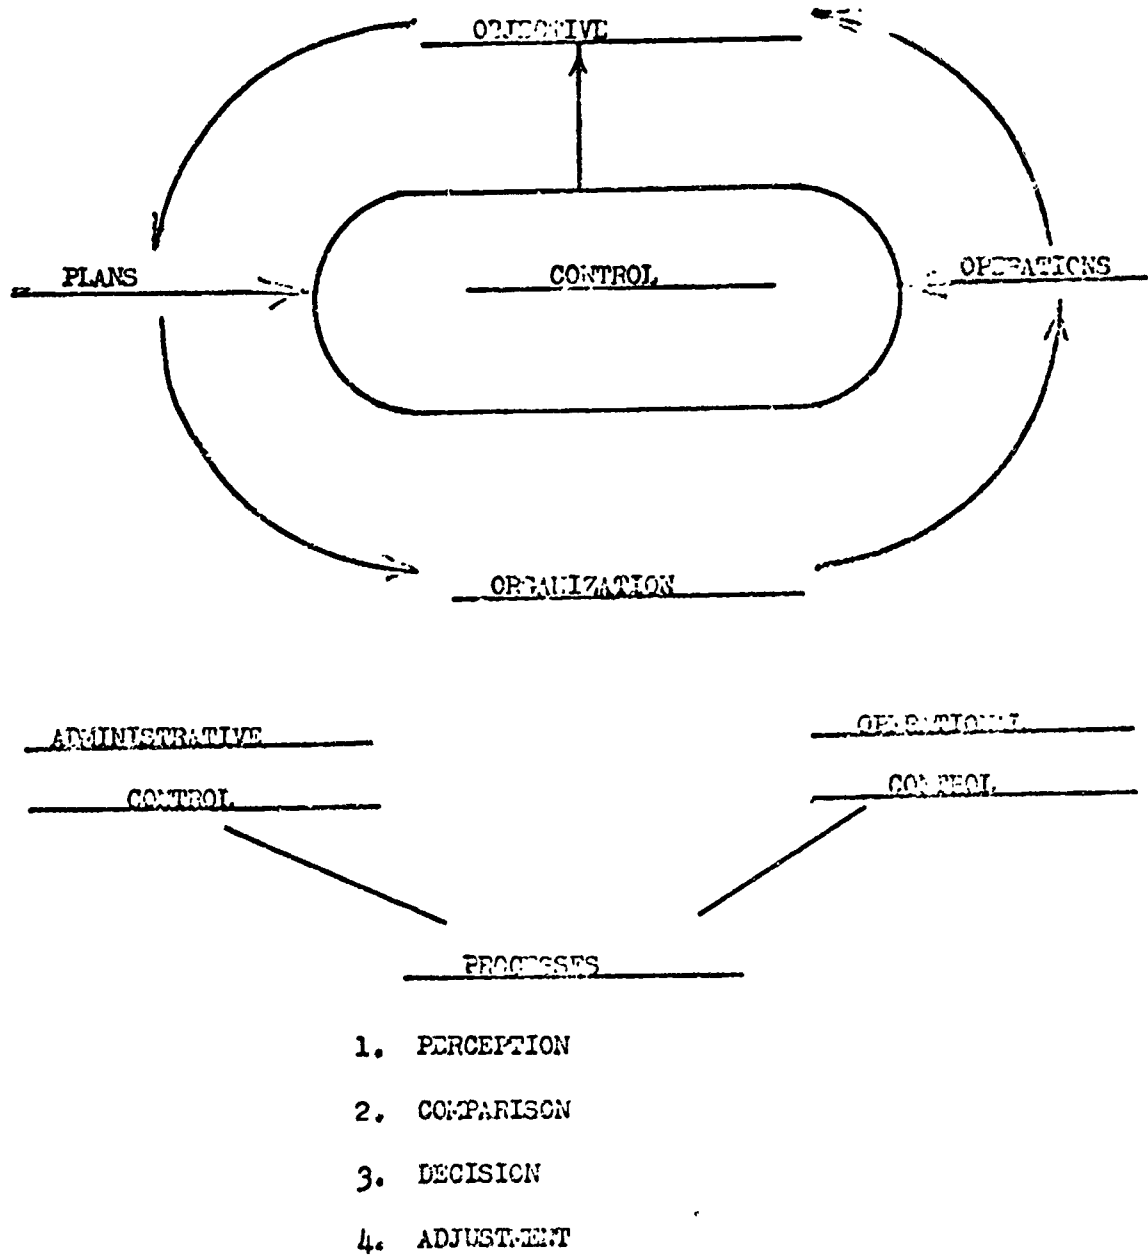 OBJECTIVE
PLANS
CONTROL
OPERATIONS
ORGANIZATION
ADMINISTRATIVE
CONTROL
OPERATIONAL
CONTROL
PROCESSES
1. PERCEPTION
2. COMPARISON
3. DECISION
4. ADJUSTMENT